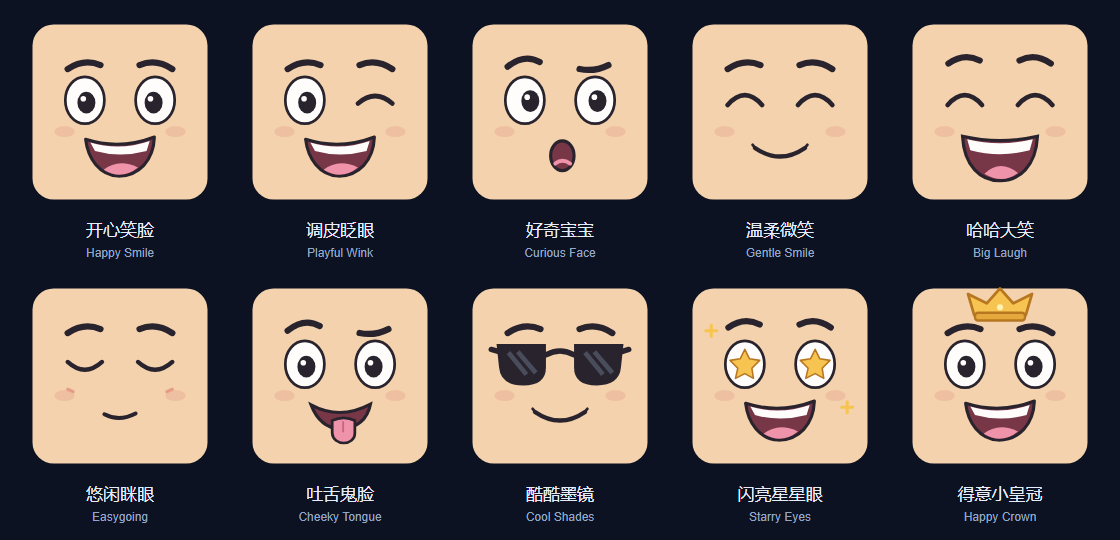 开心笑脸
Happy Smile
调皮眨眼
Playful Wink
好奇宝宝
Curious Face
温柔微笑
Gentle Smile
哈哈大笑
Big Laugh
悠闲眯眼
Easygoing
吐舌鬼脸
Cheeky Tongue
酷酷墨镜
Cool Shades
闪亮星星眼
Starry Eyes
得意小皇冠
Happy Crown